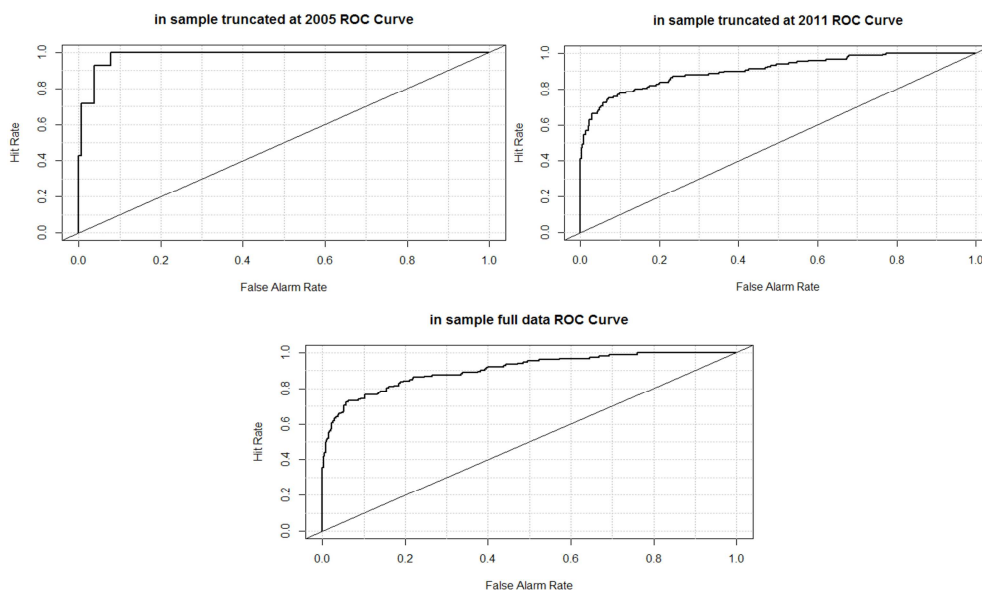 in sample truncated at 2005 ROC Curve
1.0
0.8
0.6
0.4
0.2
0.0
Hit Rate
0.0 0.2 0.4 0.6 0.8 1.0
False Alarm Rate
in sample truncated at 2011 ROC Curve
1.0
0.8
0.6
0.4
0.2
0.0
Hit Rate
0.0 0.2 0.4 0.6 0.8 1.0
False Alarm Rate
in sample full data ROC Curve
1.0
0.8
0.6
0.4
0.2
0.0
Hit Rate
0.0 0.2 0.4 0.6 0.8 1.0
False Alarm Rate